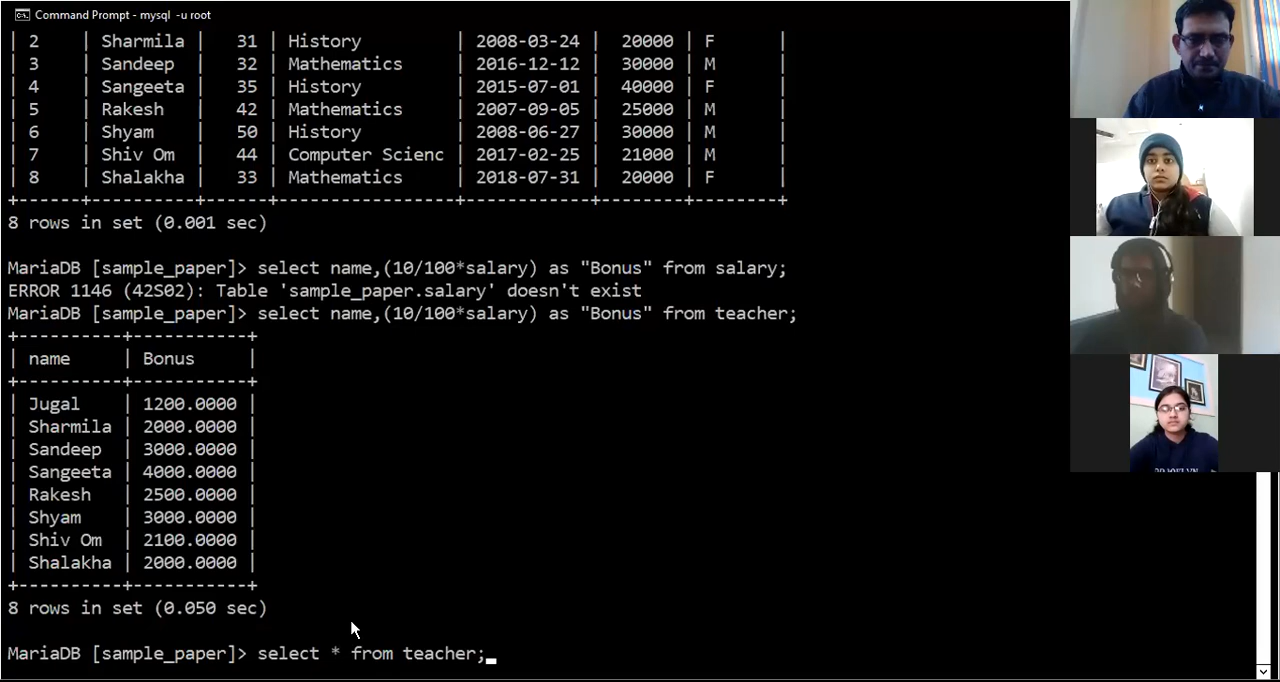 Command Prompt - mysql -u root
| 2 | Sharmila | 31 | History | 2008-03-24 | 20000 | F |
| 3 | Sandeep | 32 | Mathematics | 2016-12-12 | 30000 | M |
| 4 | Sangeeta | 35 | History | 2015-07-01 | 40000 | F |
| 5 | Rakesh | 42 | Mathematics | 2007-09-05 | 25000 | M |
| 6 | Shyam | 50 | History | 2008-06-27 | 30000 | M |
| 7 | Shiv Om | 44 | Computer Scienc | 2017-02-25 | 21000 | M |
| 8 | Shalakha | 33 | Mathematics | 2018-07-31 | 20000 | F |
+------+----------+------+-----------------+------------+--------+--------+
8 rows in set (0.001 sec)
MariaDB [sample_paper]> select name,(10/100*salary) as "Bonus" from salary;
ERROR 1146 (42S02): Table 'sample_paper.salary' doesn't exist
MariaDB [sample_paper]> select name,(10/100*salary) as "Bonus" from teacher;
+----------+-----------+
| name | Bonus |
+----------+-----------+
| Jugal | 1200.0000 |
| Sharmila | 2000.0000 |
| Sandeep | 3000.0000 |
| Sangeeta | 4000.0000 |
| Rakesh | 2500.0000 |
| Shyam | 3000.0000 |
| Shiv Om | 2100.0000 |
| Shalakha | 2000.0000 |
+----------+-----------+
8 rows in set (0.050 sec)
MariaDB [sample_paper]> select * from teacher;